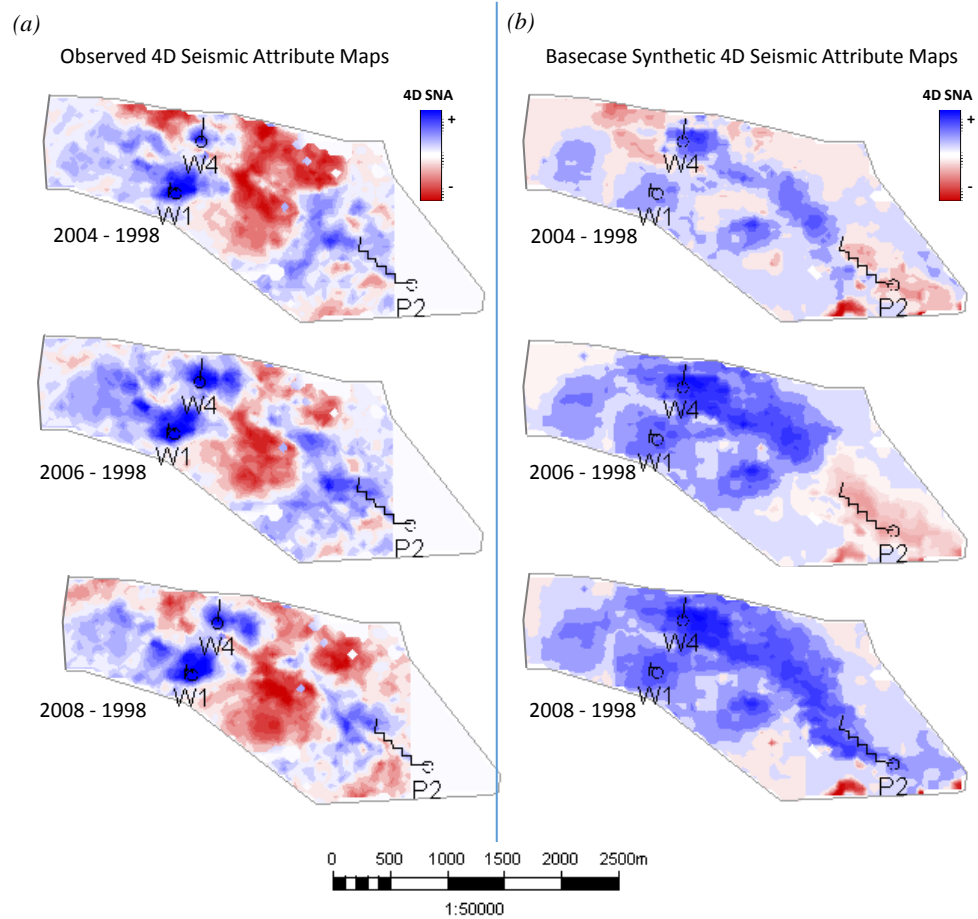 (a)
(b)
Observed 4D Seismic Attribute Maps
Basecase Synthetic 4D Seismic Attribute Maps
4D SNA
+
-
W4
W1
2004 - 1998
P2
4D SNA
+
-
W4
W1
2004 - 1998
P2
W4
W1
2006 - 1998
P2
W4
W1
2006 - 1998
P2
W4
W1
2008 - 1998
P2
W4
W1
2008 - 1998
P2
0 500 1000 1500 2000 2500m
1:50000